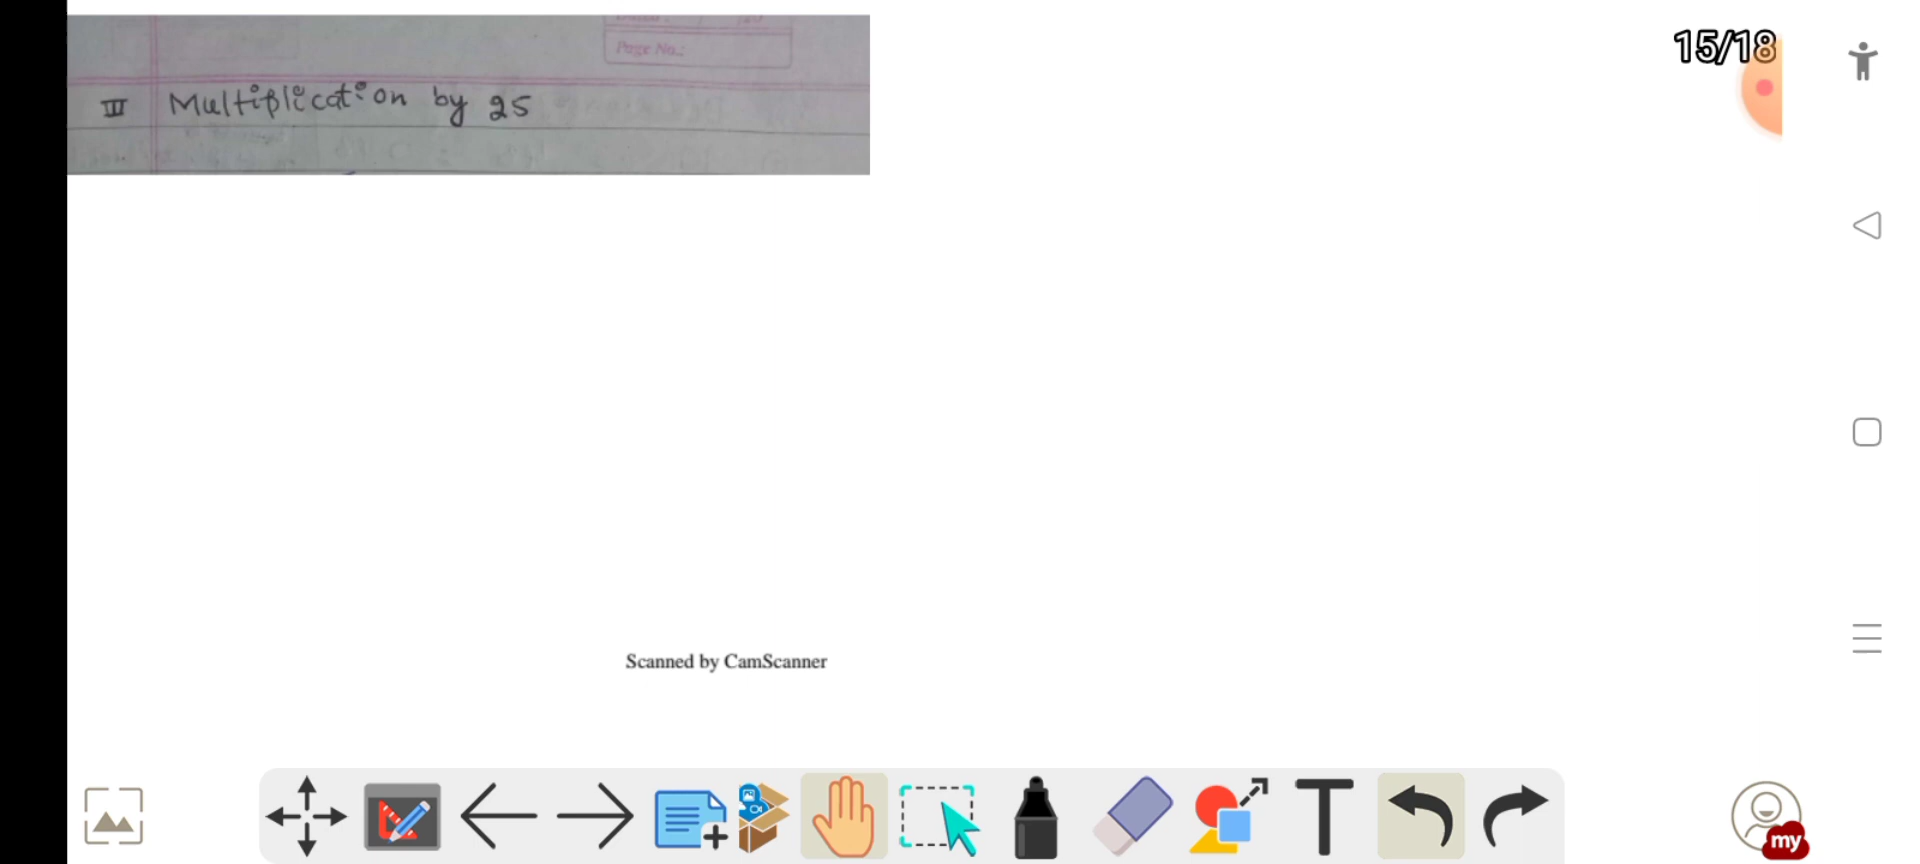 15/18
Page No.:
III Multiplication by 25
Scanned by CamScanner
my